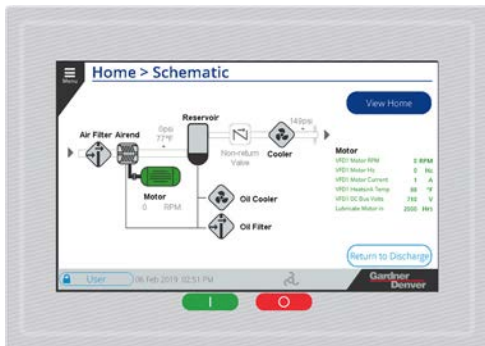 Menu
Home > Schematic
View Home
Reservoir
0psi
77°F
149psi
Air Filter
Airend
Non-return
Valve
Cooler
Motor
0 RPM
Oil Cooler
Oil Filter
Motor
VFD1 Motor RPM 0 RPM
VFD1 Motor Hz 0 Hz
VFD1 Motor Current 1 A
VFD1 Heatsink Temp 88 °F
VFD1 DC Bus Volts 710 V
Lubricate Motor in 2000 Hrs
Return to Discharge
User
06 Feb 2019 02:51 PM
Gardner
Denver
I
O